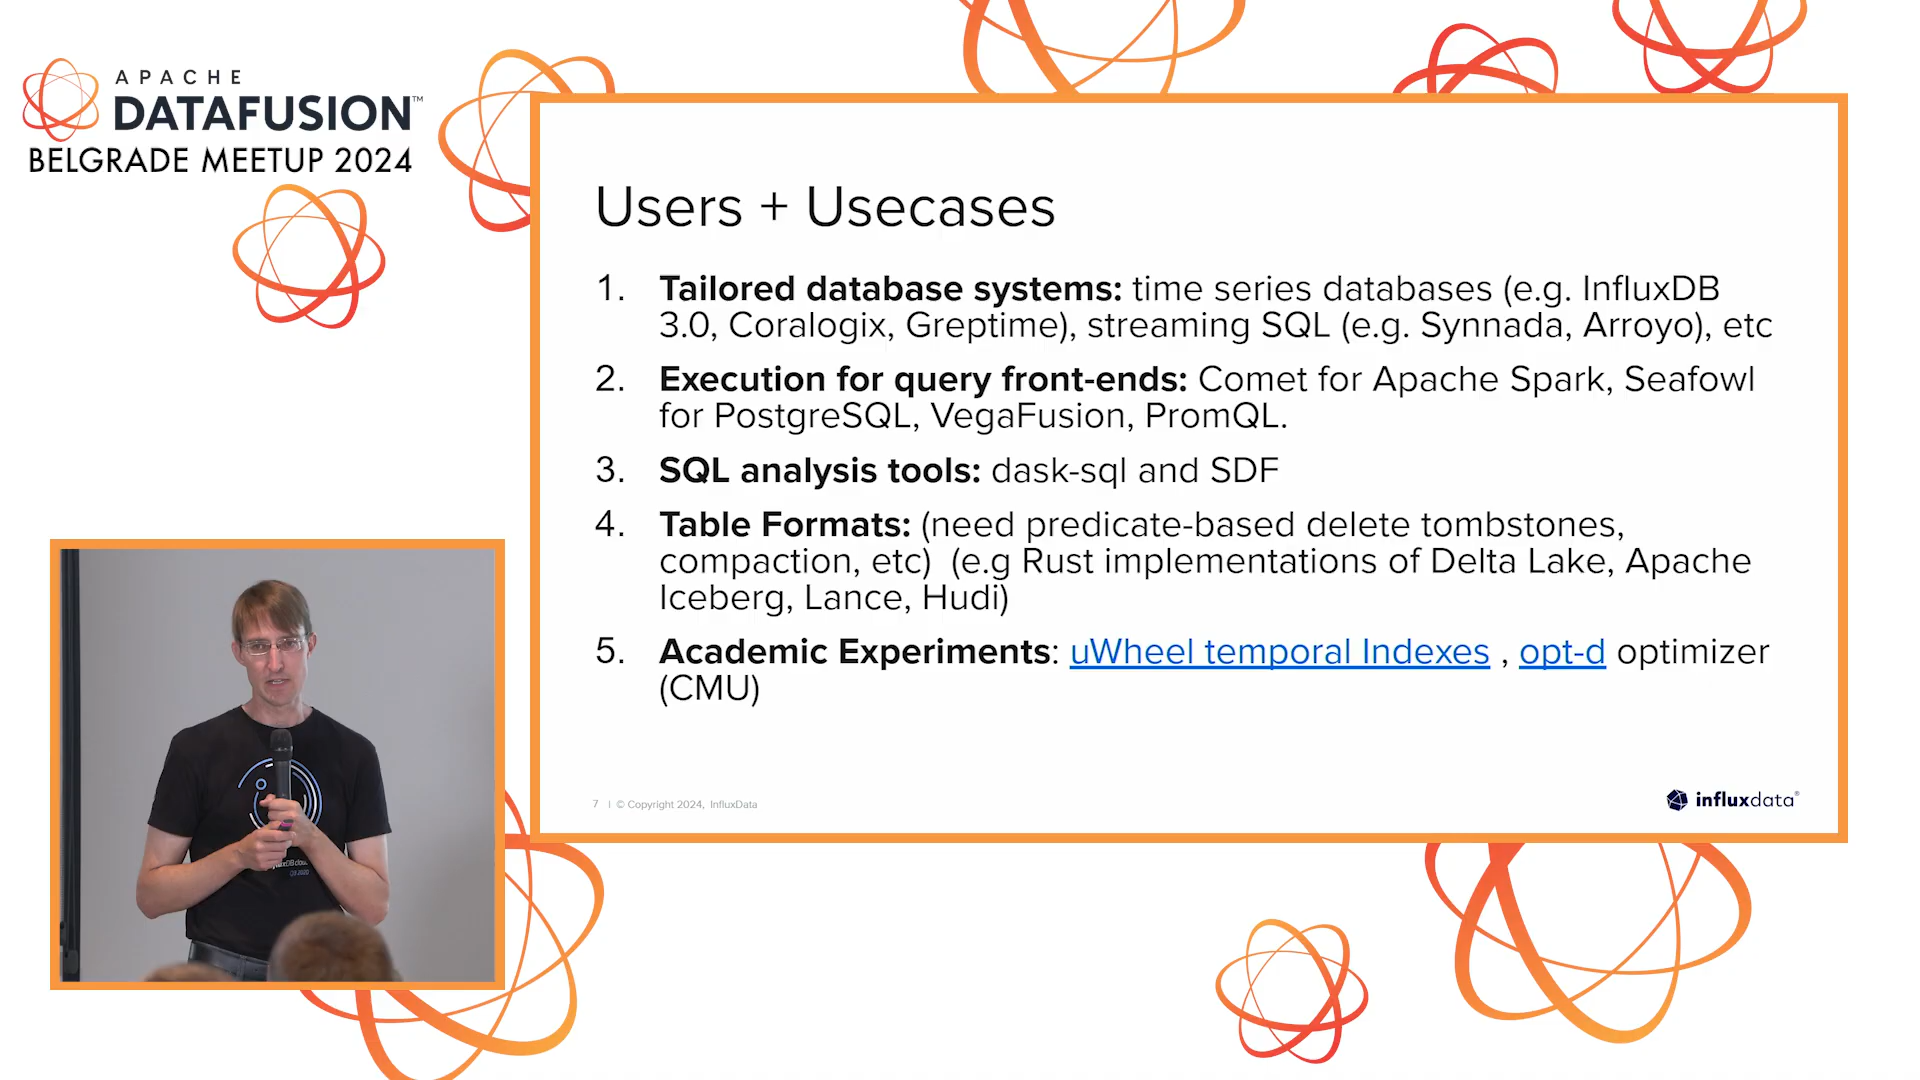 APACHE
DATAFUSION™
BELGRADE MEETUP 2024
Users + Usecases
1. Tailored database systems: time series databases (e.g. InfluxDB
3.0, Coralogix, Greptime), streaming SQL (e.g. Synnada, Arroyo), etc
2. Execution for query front-ends: Comet for Apache Spark, Seafowl
for PostgreSQL, VegaFusion, PromQL.
3. SQL analysis tools: dask-sql and SDF
4. Table Formats: (need predicate-based delete tombstones,
compaction, etc)  (e.g Rust implementations of Delta Lake, Apache
Iceberg, Lance, Hudi)
5. Academic Experiments: uWheel temporal Indexes , opt-d optimizer
(CMU)
7 | © Copyright 2024, InfluxData
influxdata®